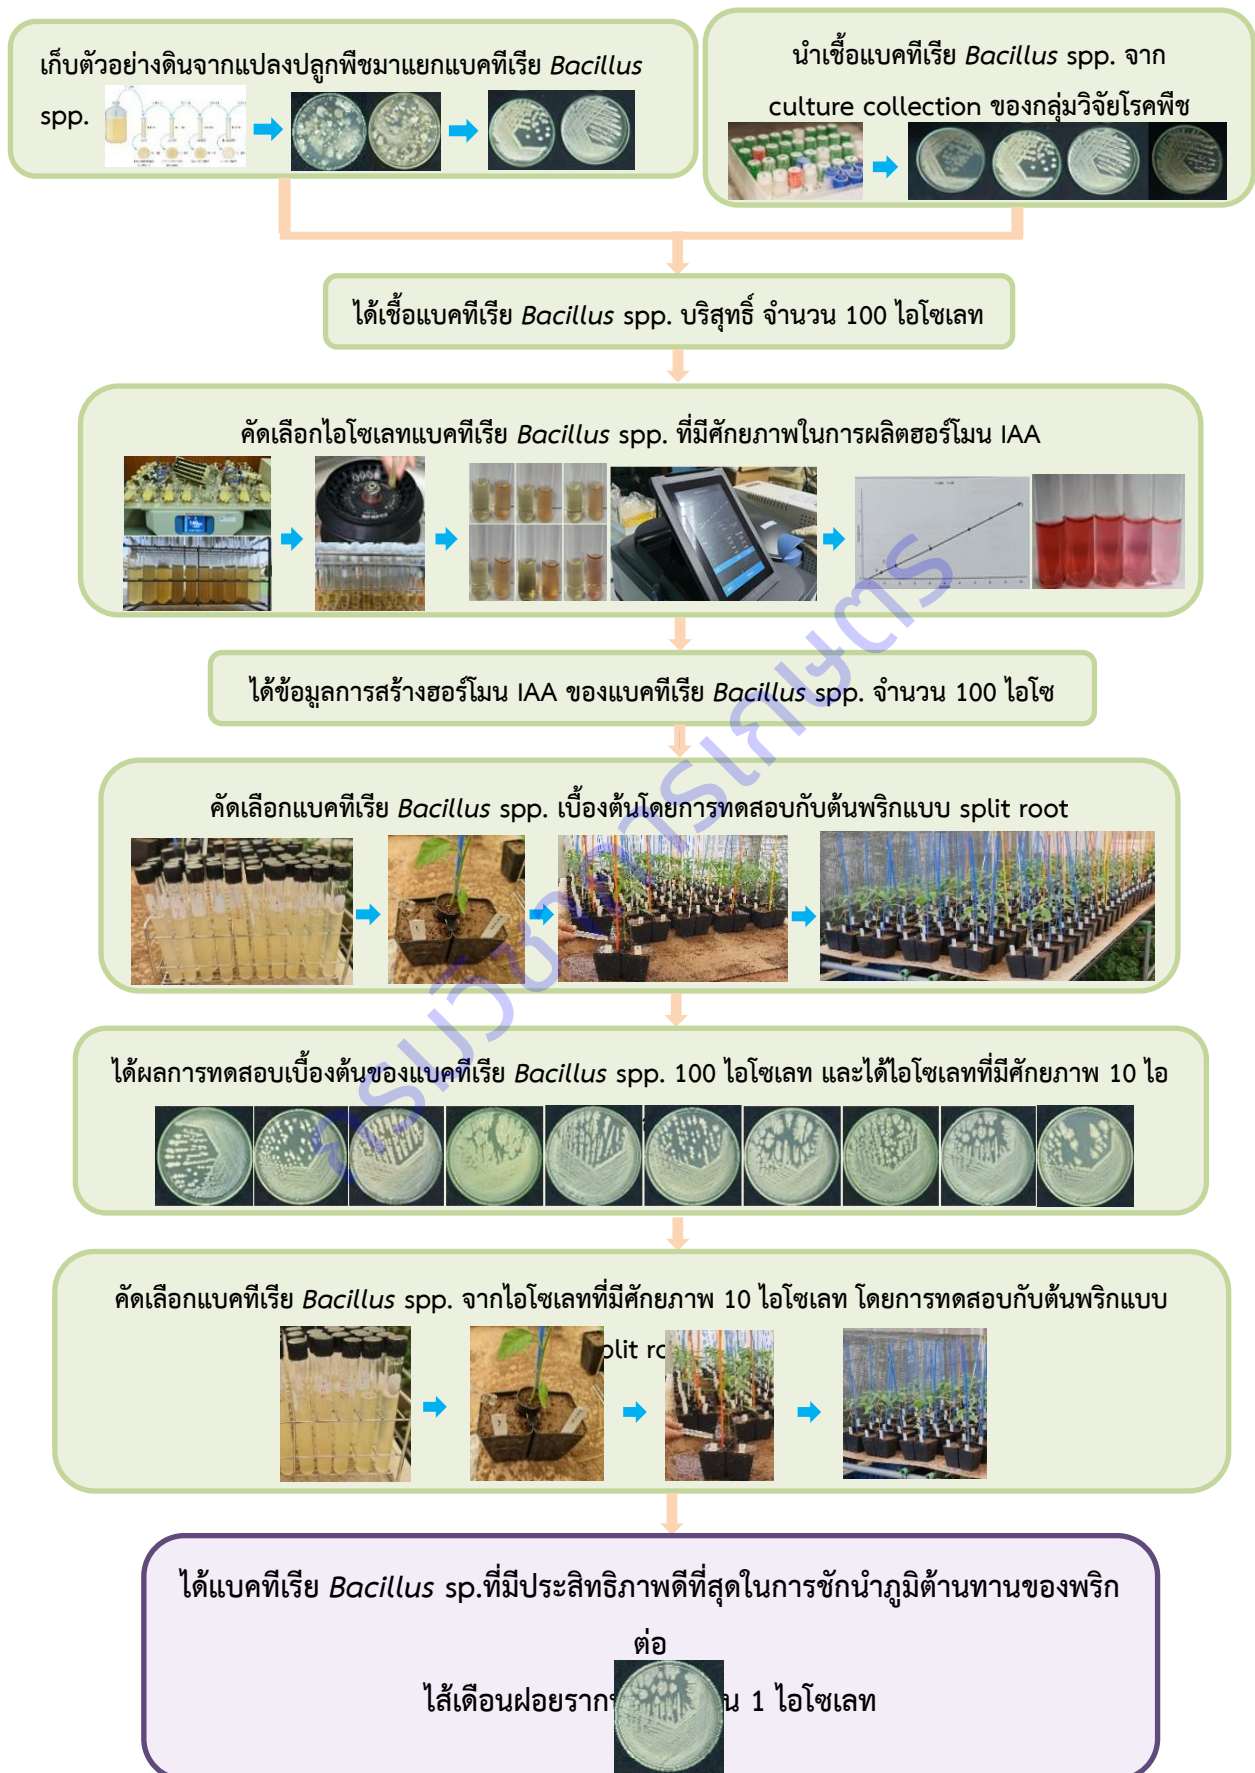 เก็บตัวอย่างดินจากแปลงปลูกพืชมาแยกแบคทีเรีย Bacillus
spp.
นำเชื้อแบคทีเรีย Bacillus spp. จาก
culture collection ของกลุ่มวิจัยโรคพืช
ได้เชื้อแบคทีเรีย Bacillus spp. บริสุทธิ์ จำนวน 100 ไอโซเลท
คัดเลือกไอโซเลทแบคทีเรีย Bacillus spp. ที่มีศักยภาพในการผลิตฮอร์โมน IAA
ได้ข้อมูลการสร้างฮอร์โมน IAA ของแบคทีเรีย Bacillus spp. จำนวน 100 ไอโซ
คัดเลือกแบคทีเรีย Bacillus spp. เบื้องต้นโดยการทดสอบกับต้นพริกแบบ split root
ได้ผลการทดสอบเบื้องต้นของแบคทีเรีย Bacillus spp. 100 ไอโซเลท และได้ไอโซเลทที่มีศักยภาพ 10 ไอ
คัดเลือกแบคทีเรีย Bacillus spp. จากไอโซเลทที่มีศักยภาพ 10 ไอโซเลท โดยการทดสอบกับต้นพริกแบบ
plit ro
ได้แบคทีเรีย Bacillus sp.ที่มีประสิทธิภาพดีที่สุดในการชักนำภูมิต้านทานของพริก
ต่อ
ไส้เดือนฝอยราก น 1 ไอโซเลท
กรมวิชาการเกษตร